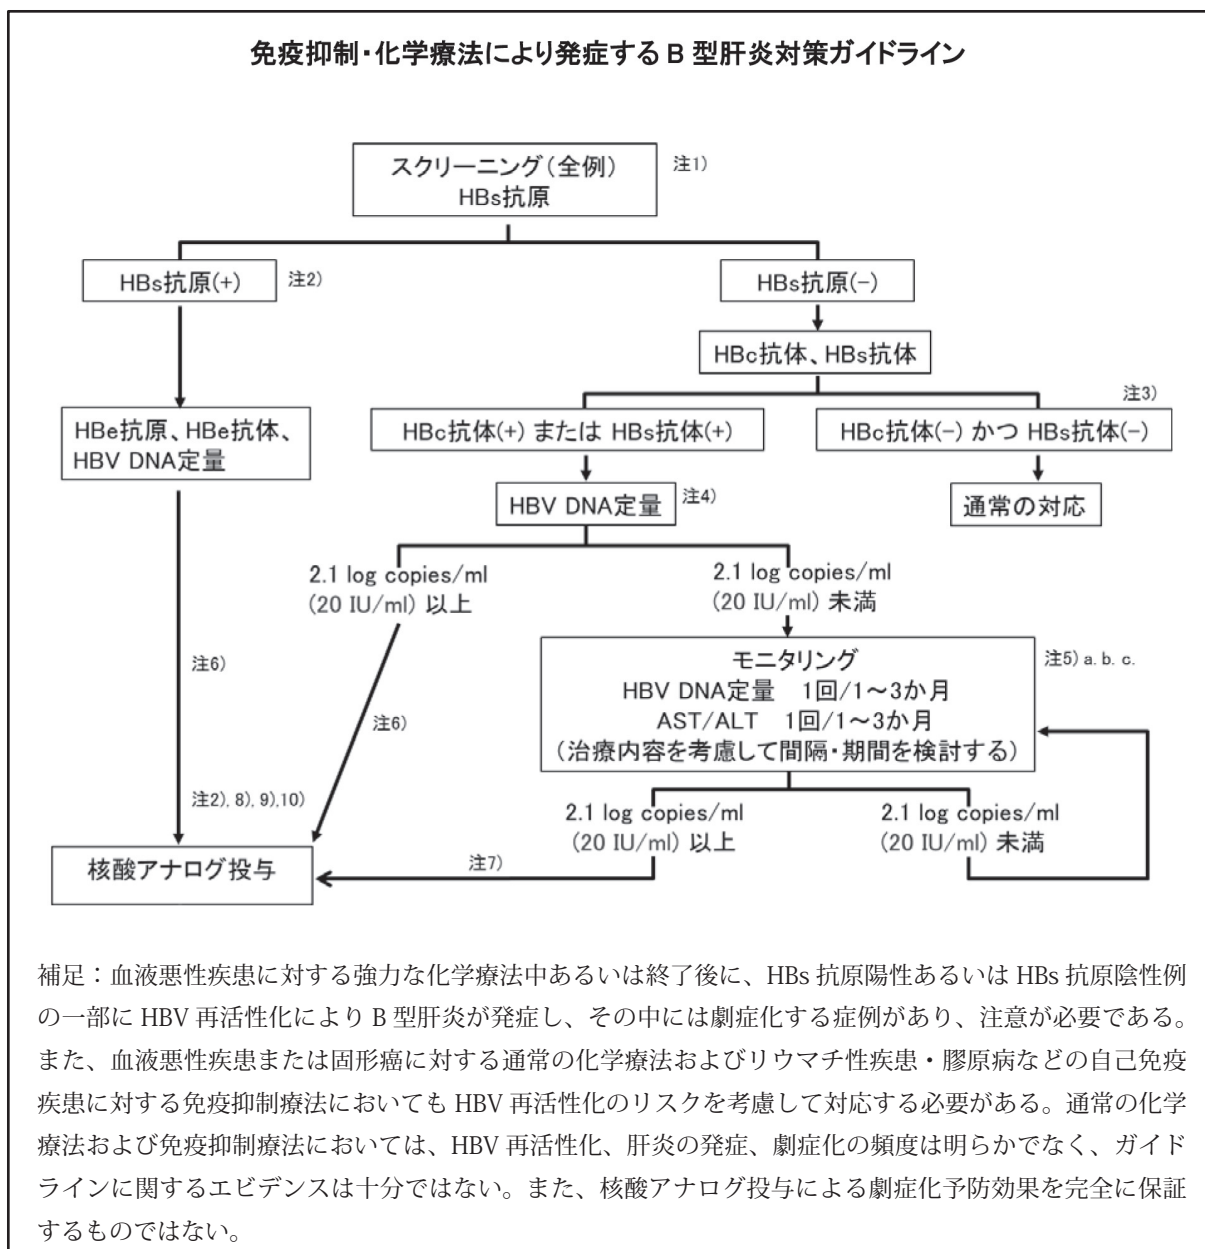 免疫抑制・化学療法により発症する B 型肝炎対策ガイドライン
スクリーニング(全例)
HBs抗原
注1)
HBs抗原(+)
注2)
HBs抗原(-)
HBc抗体、HBs抗体
注3)
HBe抗原、HBe抗体、
HBV DNA定量
HBc抗体(+) または HBs抗体(+)
HBc抗体(-) かつ HBs抗体(-)
HBV DNA定量
注4)
通常の対応
2.1 log copies/ml
(20 IU/ml) 以上
2.1 log copies/ml
(20 IU/ml) 未満
注6)
注6)
モニタリング
HBV DNA定量 1回/1~3か月
AST/ALT 1回/1~3か月
(治療内容を考慮して間隔・期間を検討する)
注5) a. b. c.
注2), 8), 9),10)
2.1 log copies/ml
(20 IU/ml) 以上
2.1 log copies/ml
(20 IU/ml) 未満
核酸アナログ投与
注7)
補足:血液悪性疾患に対する強力な化学療法中あるいは終了後に、HBs 抗原陽性あるいは HBs 抗原陰性例
の一部に HBV 再活性化により B 型肝炎が発症し、その中には劇症化する症例があり、注意が必要である。
また、血液悪性疾患または固形癌に対する通常の化学療法およびリウマチ性疾患・膠原病などの自己免疫
疾患に対する免疫抑制療法においても HBV 再活性化のリスクを考慮して対応する必要がある。通常の化学
療法および免疫抑制療法においては、HBV 再活性化、肝炎の発症、劇症化の頻度は明らかでなく、ガイド
ラインに関するエビデンスは十分ではない。また、核酸アナログ投与による劇症化予防効果を完全に保証
するものではない。